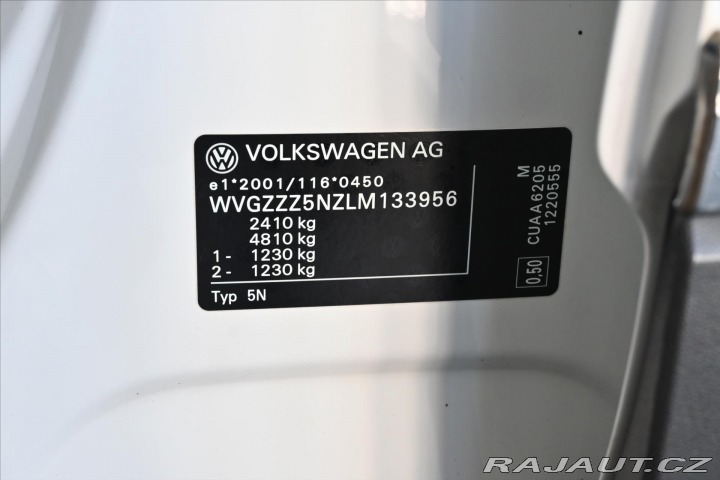 VOLKSWAGEN AG
e1*2001/116*0450
WVGZZZ5NZLM133956
2410 kg
4810 kg
1 - 1230 kg
2 - 1230 kg
Typ 5N
M
CUAA6205
1220555
0,50
RAJAUT.CZ